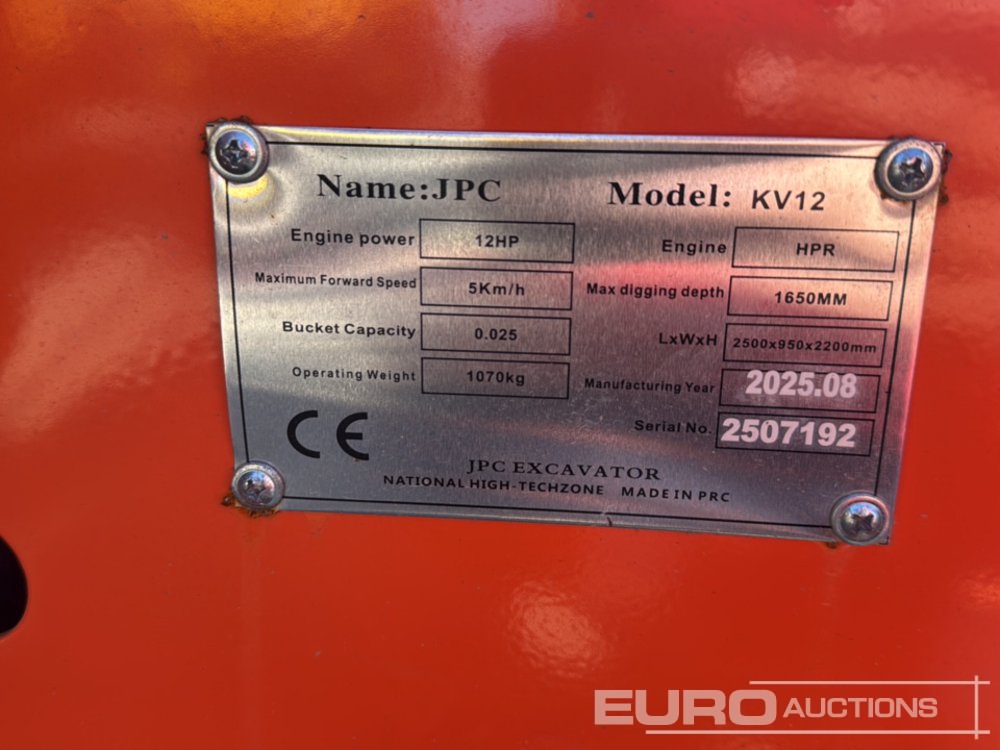 Name:JPC Model: KV12
Engine power 12HP Engine HPR
Maximum Forward Speed 5Km/h Max digging depth 1650MM
Bucket Capacity 0.025 LxWxH 2500x950x2200mm
Operating Weight 1070kg Manufacturing Year 2025.08
Serial No. 2507192
CE
JPC EXCAVATOR
NATIONAL HIGH-TECHZONE MADE IN PRC
EURO AUCTIONS